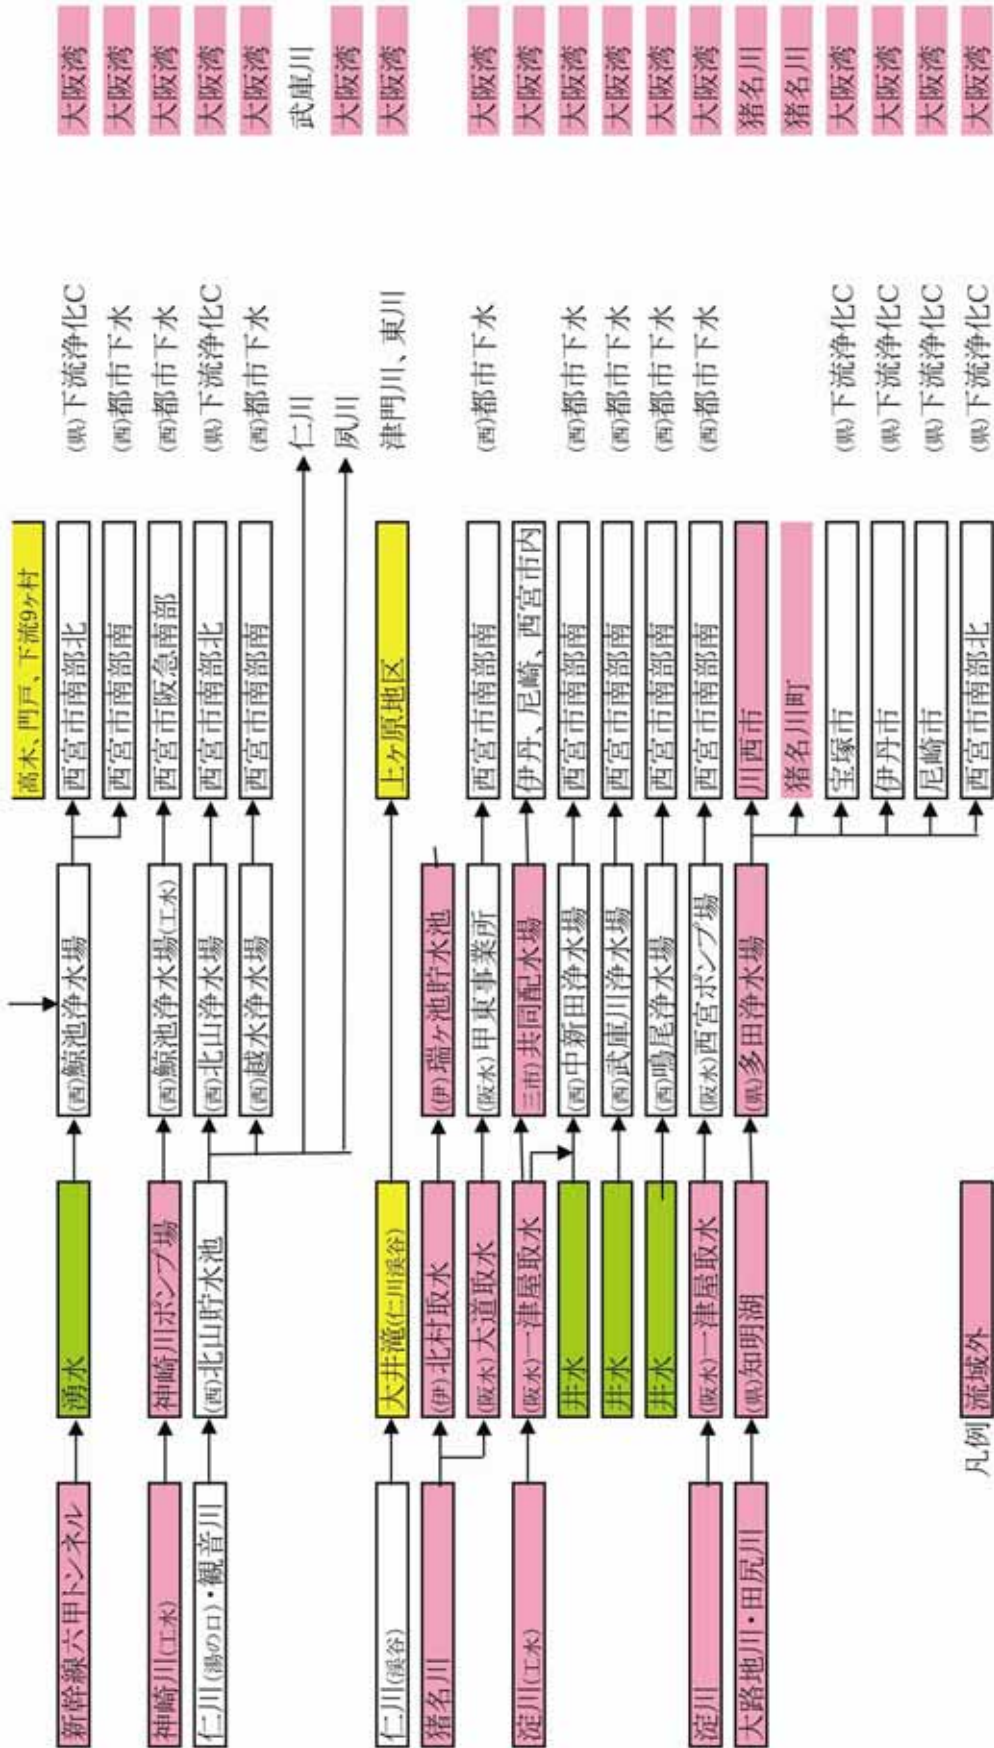 高木、門戸、下流9ヶ村
新幹線六甲トンネル 湧水 (西)鯨池浄水場 西宮市南部北 (県)下流浄化C 大阪湾
西宮市南部南 (西)都市下水 大阪湾
神崎川(工水) 神崎川ポンプ場 (西)鯨池浄水場(工水) 西宮市阪急南部 (西)都市下水 大阪湾
仁川(湯の口)・観音川 (西)北山貯水池 (西)北山浄水場 西宮市南部北 (県)下流浄化C 大阪湾
(西)越水浄水場 西宮市南部南 (西)都市下水 大阪湾
仁川 武庫川
夙川 大阪湾
仁川(渓谷) 大井滝(仁川渓谷) 上ヶ原地区 津門川、東川 大阪湾
猪名川 (伊)北村取水 (伊)瑞ヶ池貯水池
(阪水)大道取水 (阪水)甲東事業所 西宮市南部南 (西)都市下水 大阪湾
淀川(工水) (阪水)一津屋取水 三市)共同配水場 伊丹、尼崎、西宮市内 大阪湾
井水 (西)中新田浄水場 西宮市南部南 (西)都市下水 大阪湾
井水 (西)武庫川浄水場 西宮市南部南 (西)都市下水 大阪湾
井水 (西)鳴尾浄水場 西宮市南部南 (西)都市下水 大阪湾
淀川 (阪水)一津屋取水 (阪水)西宮ポンプ場 西宮市南部南 (西)都市下水 大阪湾
大路地川・田尻川 (県)知明湖 (県)多田浄水場 川西市 猪名川
猪名川町 猪名川
宝塚市 (県)下流浄化C 大阪湾
伊丹市 (県)下流浄化C 大阪湾
尼崎市 (県)下流浄化C 大阪湾
凡例 流域外 西宮市南部北 (県)下流浄化C 大阪湾